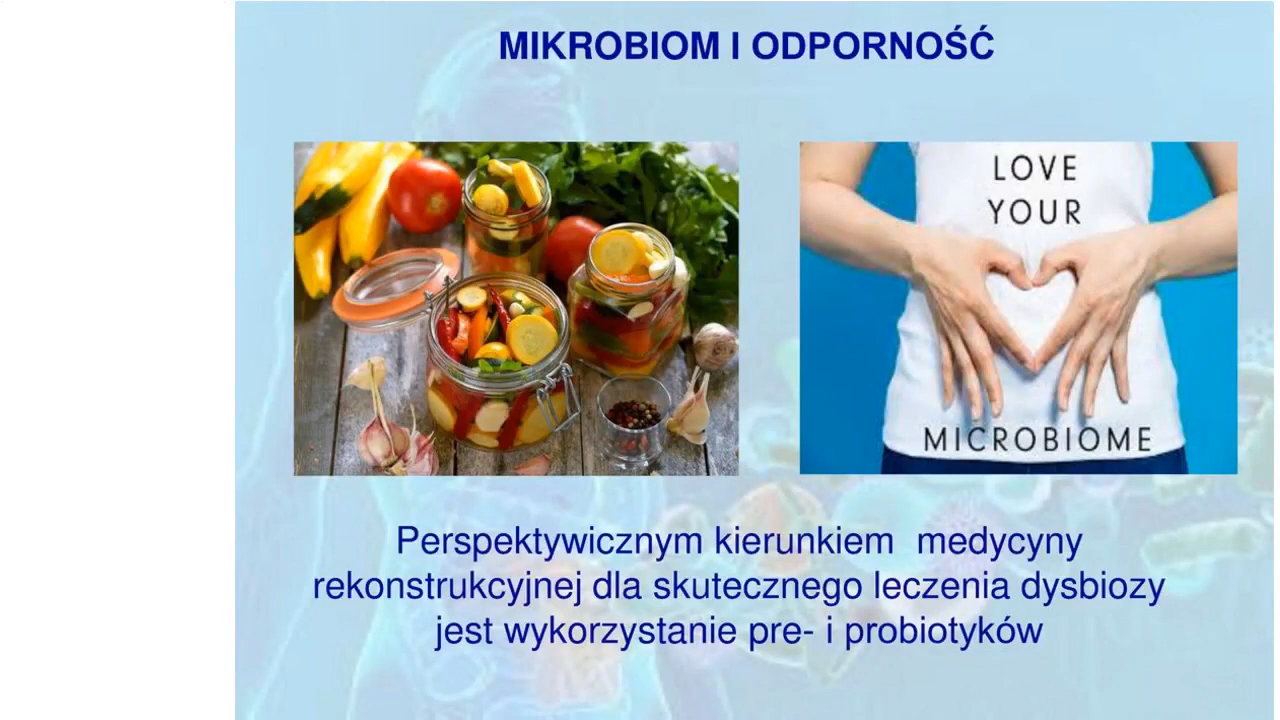 MIKROBIOM I ODPORNOŚĆ
LOVE
YOUR
MICROBIOME
Perspektywicznym kierunkiem  medycyny
rekonstrukcyjnej dla skutecznego leczenia dysbiozy
jest wykorzystanie pre- i probiotyków